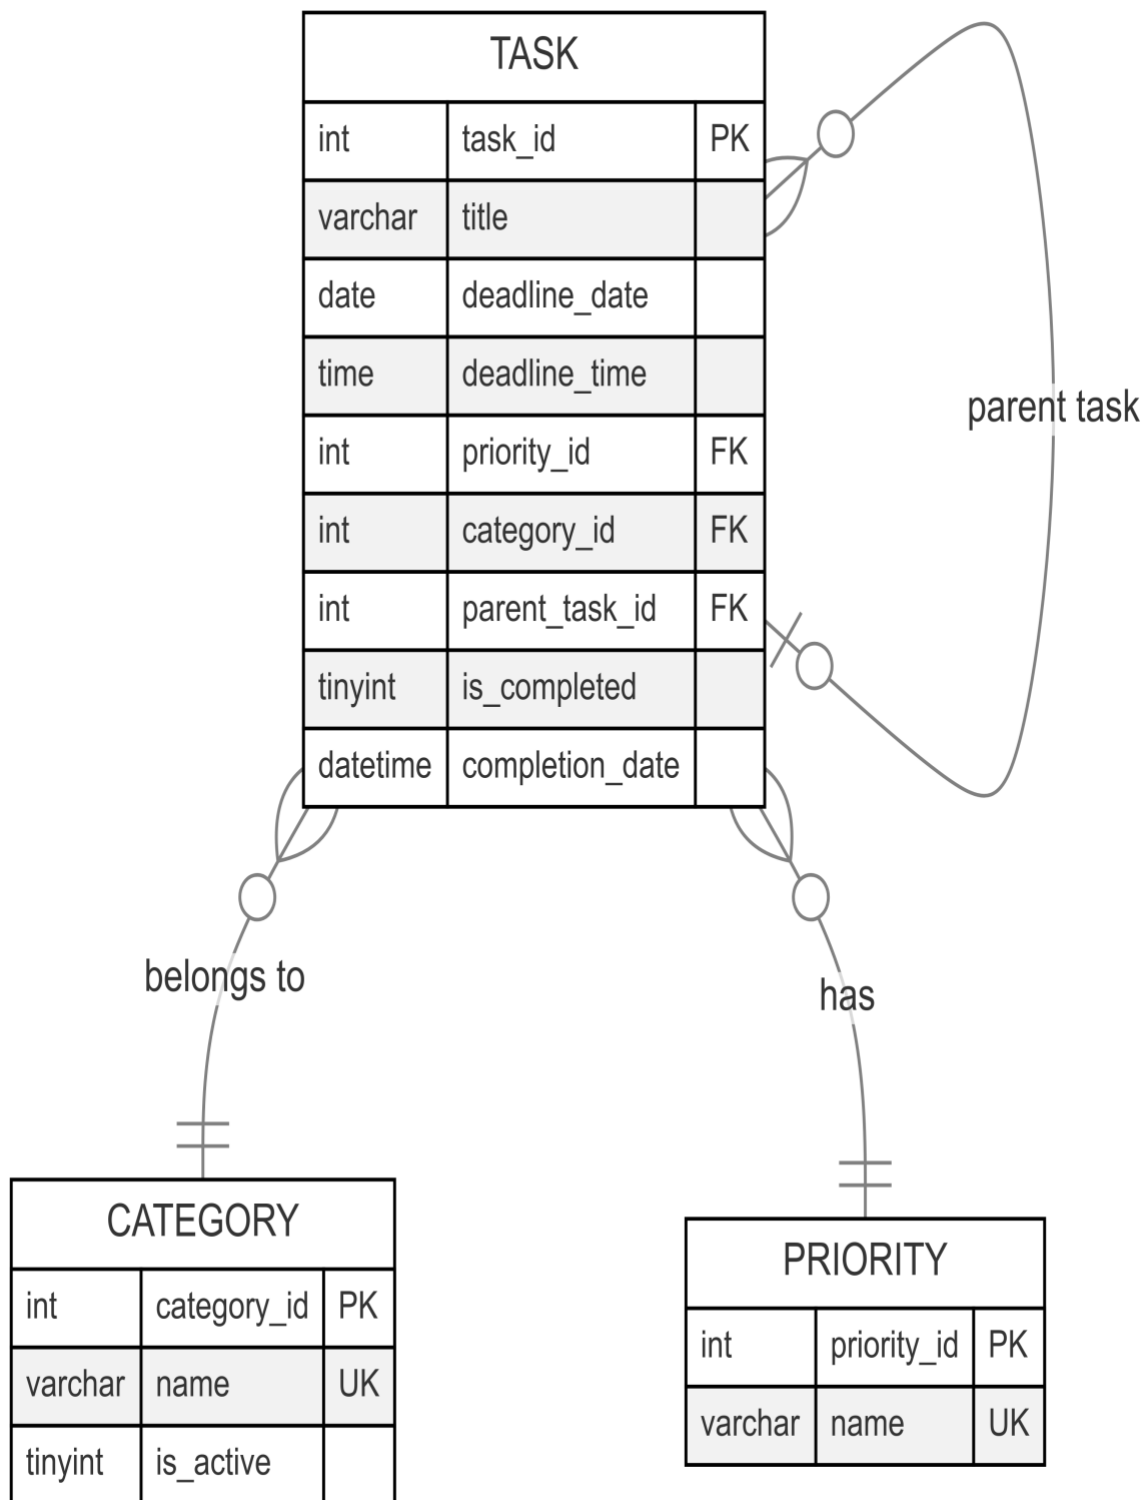 TASK
int task_id PK
varchar title
date deadline_date
time deadline_time
int priority_id FK
int category_id FK
int parent_task_id FK
tinyint is_completed
datetime completion_date
parent task
belongs to
has
CATEGORY
int category_id PK
varchar name UK
tinyint is_active
PRIORITY
int priority_id PK
varchar name UK